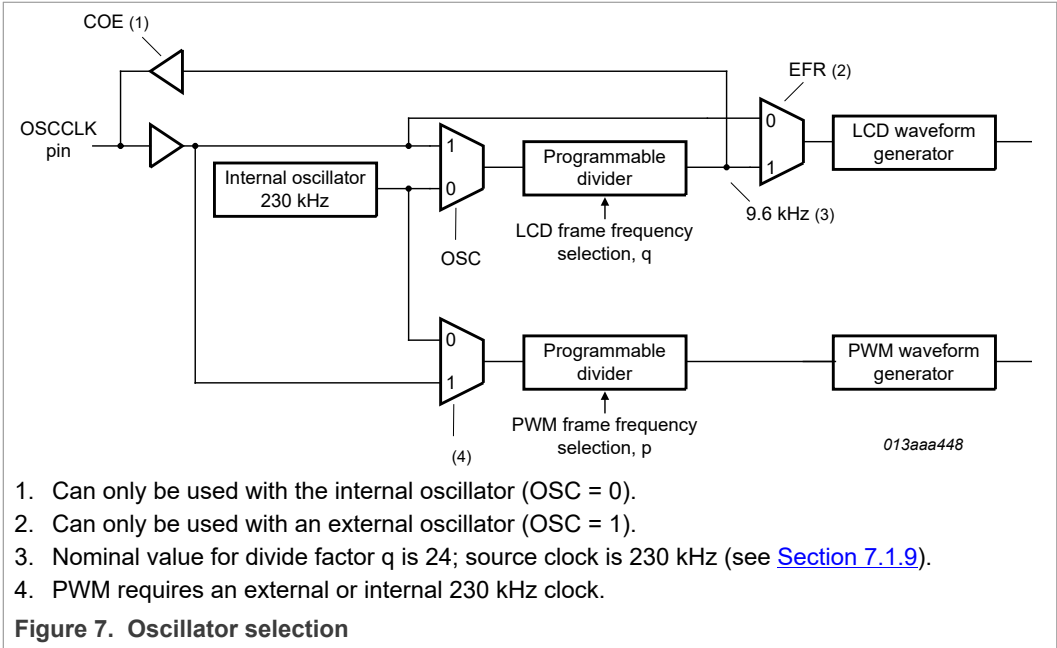 COE (1)
EFR (2)
OSCCLK
pin
0
1
LCD waveform
generator
1
0
Programmable
divider
Internal oscillator
230 kHz
9.6 kHz (3)
LCD frame frequency
selection, q
OSC
0
1
Programmable
divider
PWM waveform
generator
PWM frame frequency
selection, p
(4)
013aaa448
1. Can only be used with the internal oscillator (OSC = 0).
2. Can only be used with an external oscillator (OSC = 1).
3. Nominal value for divide factor q is 24; source clock is 230 kHz (see Section 7.1.9).
4. PWM requires an external or internal 230 kHz clock.
Figure 7. Oscillator selection